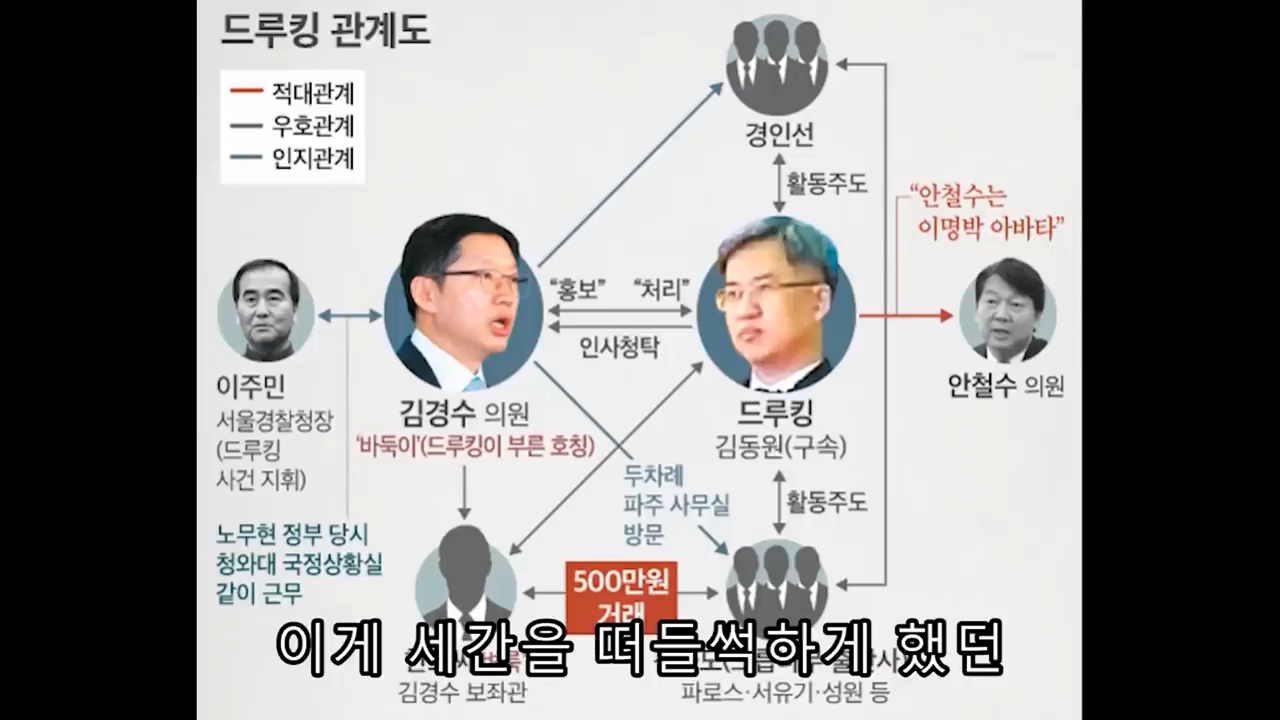 드루킹 관계도
적대관계
우호관계
인지관계
경인선
활동주도
“안철수는
이명박 아바타”
“홍보” “처리”
인사청탁
이주민
서울경찰청장
(드루킹
사건 지휘)
김경수 의원
‘바둑이’(드루킹이 부른 호칭)
드루킹
김동원(구속)
안철수 의원
노무현 정부 당시
청와대 국정상황실
같이 근무
두차례
파주 사무실
방문
활동주도
500만원
거래
이게 세간을 떠들썩하게 했던
김경수 보좌관
파로스·서유기·성원 등